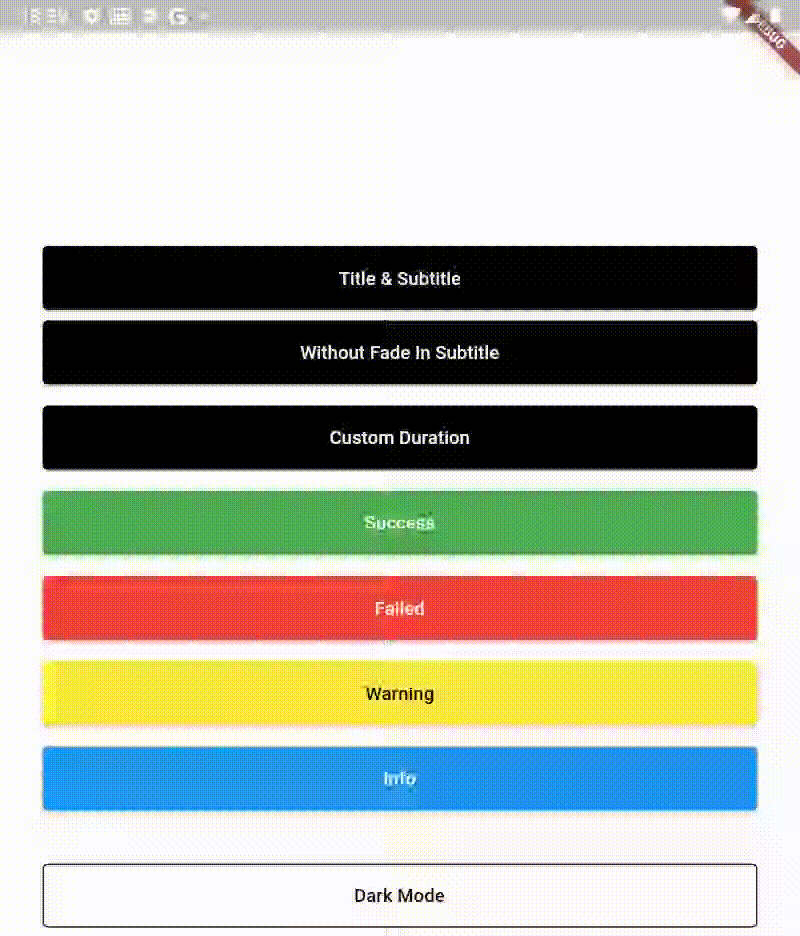 G
DEBUG
Title & Subtitle
Without Fade In Subtitle
Custom Duration
Success
Failed
Warning
Info
Dark Mode